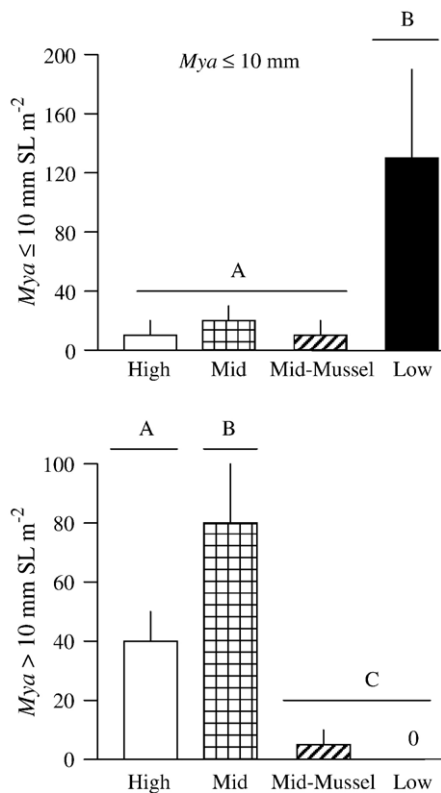 B
200
Mya ≤ 10 mm
160
120
80
A
40
0
Mya ≤ 10 mm SL m-2
High Mid Mid-Mussel Low
A B
100
80
60
40
C
20
0
0
Mya > 10 mm SL m-2
High Mid Mid-Mussel Low